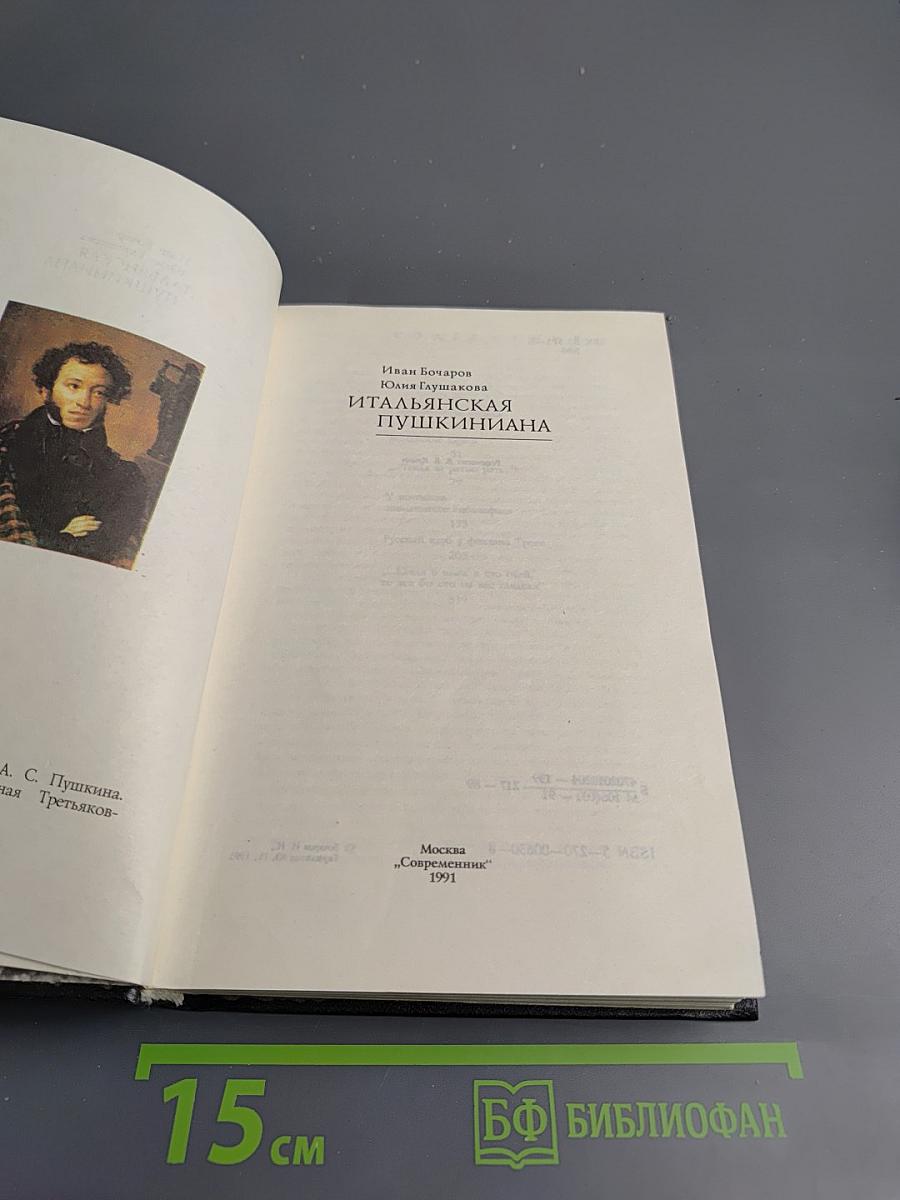 Иван Бочаров
Юлия Глушакова
ИТАЛЬЯНСКАЯ
ПУШКИНИАНА
А. С. Пушкина.
ная Третьяков-
Москва
„Современник"
1991
15 см
БФ БИБЛИОФАН